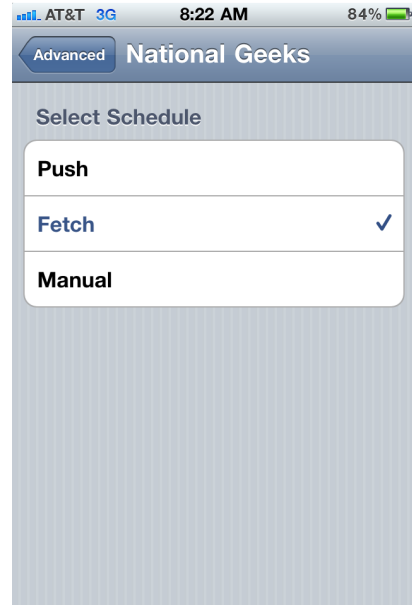 AT&T 3G 8:22 AM 84%
Advanced National Geeks
Select Schedule
Push
Fetch
Manual